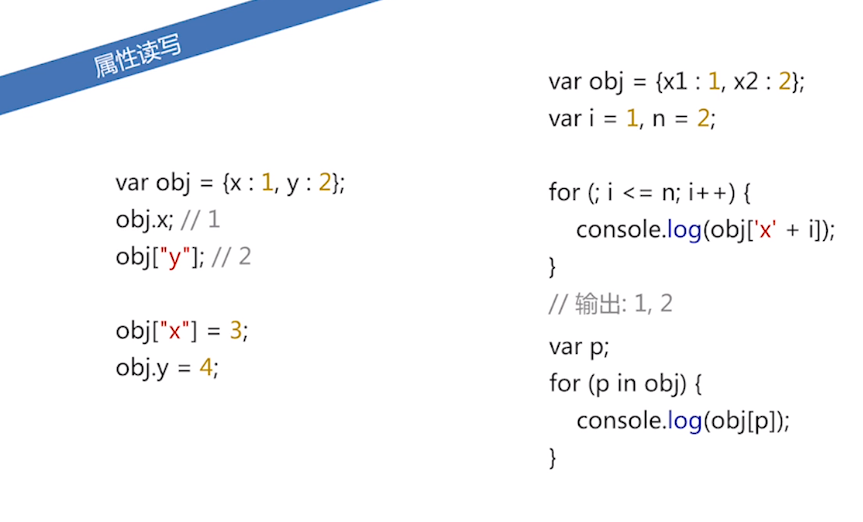 属性读写
var obj = {x : 1, y : 2};
obj.x; // 1
obj["y"]; // 2
obj["x"] = 3;
obj.y = 4;
var obj = {x1 : 1, x2 : 2};
var i = 1, n = 2;
for (; i <= n; i++) {
console.log(obj['x' + i]);
}
// 输出: 1, 2
var p;
for (p in obj) {
console.log(obj[p]);
}